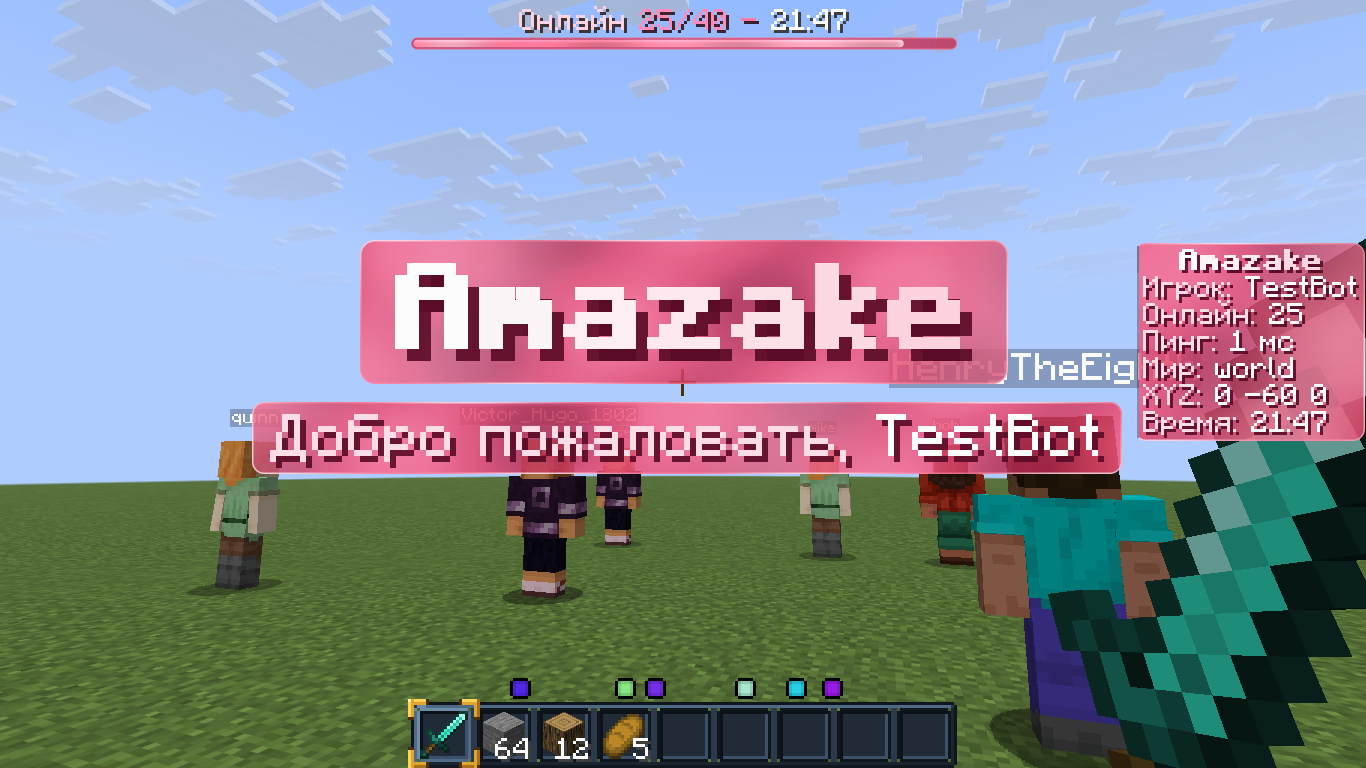 Онлайн 25/40 - 21:47
Amazake
Amazake
Игрок: TestBot
Онлайн: 25
Пинг: 1 мс
Мир: world
XYZ: 0 -60 0
Время: 21:47
HenryTheEig
quinn
Victor_Hugo_1802
Добро пожаловать, TestBot
64
12
5